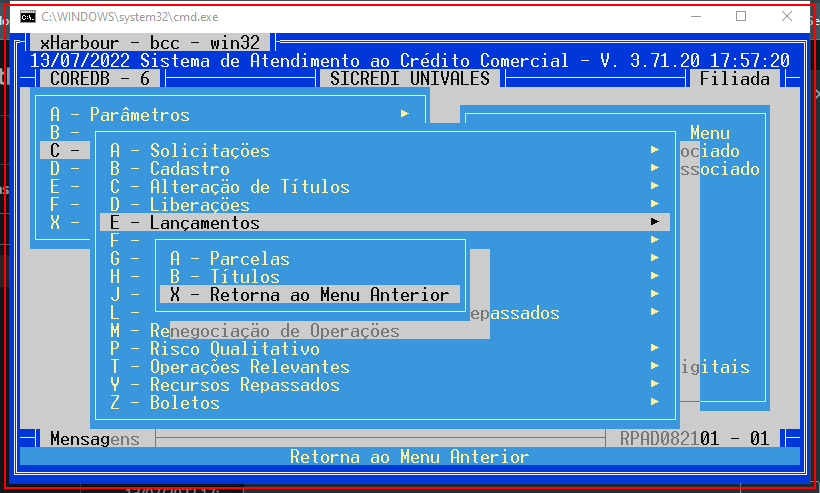 C:\WINDOWS\system32\cmd.exe
xHarbour - bcc - win32
13/07/2022 Sistema de Atendimento ao Crédito Comercial - V. 3.71.20 17:57:20
COREDB - 6 SICREDI UNIVALES Filiada
A - Parâmetros
B -
C -
D -
E -
F -
X -
Menu
ociado
ssociado
A - Solicitações
B - Cadastro
C - Alteração de Títulos
D - Liberações
E - Lançamentos
F -
G -
H -
J -
L - epassados
M - Renegociação de Operações
P - Risco Qualitativo
T - Operações Relevantes igitais
Y - Recursos Repassados
Z - Boletos
A - Parcelas
B - Títulos
X - Retorna ao Menu Anterior
Mensagens RPAD082101 - 01
Retorna ao Menu Anterior